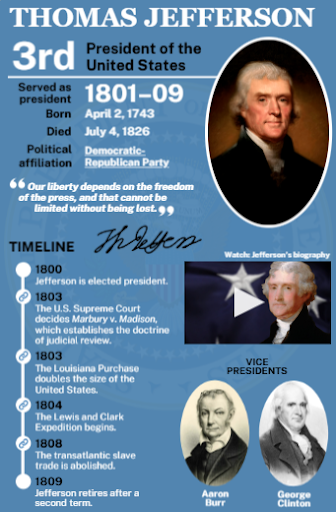 THOMAS JEFFERSON
3rd
President of the
United States
Served as
president
1801–09
Born
April 2, 1743
Died
July 4, 1826
Political
affiliation
Democratic-
Republican Party
“Our liberty depends on the freedom
of the press, and that cannot be
limited without being lost.”
TIMELINE
Th Jefferson
1800
Jefferson is elected president.
1803
The U.S. Supreme Court
decides Marbury v. Madison,
which establishes the doctrine
of judicial review.
1803
The Louisiana Purchase
doubles the size of the
United States.
1804
The Lewis and Clark
Expedition begins.
1808
The transatlantic slave
trade is abolished.
1809
Jefferson retires after a
second term.
Watch: Jefferson's biography
VICE
PRESIDENTS
Aaron
Burr
George
Clinton